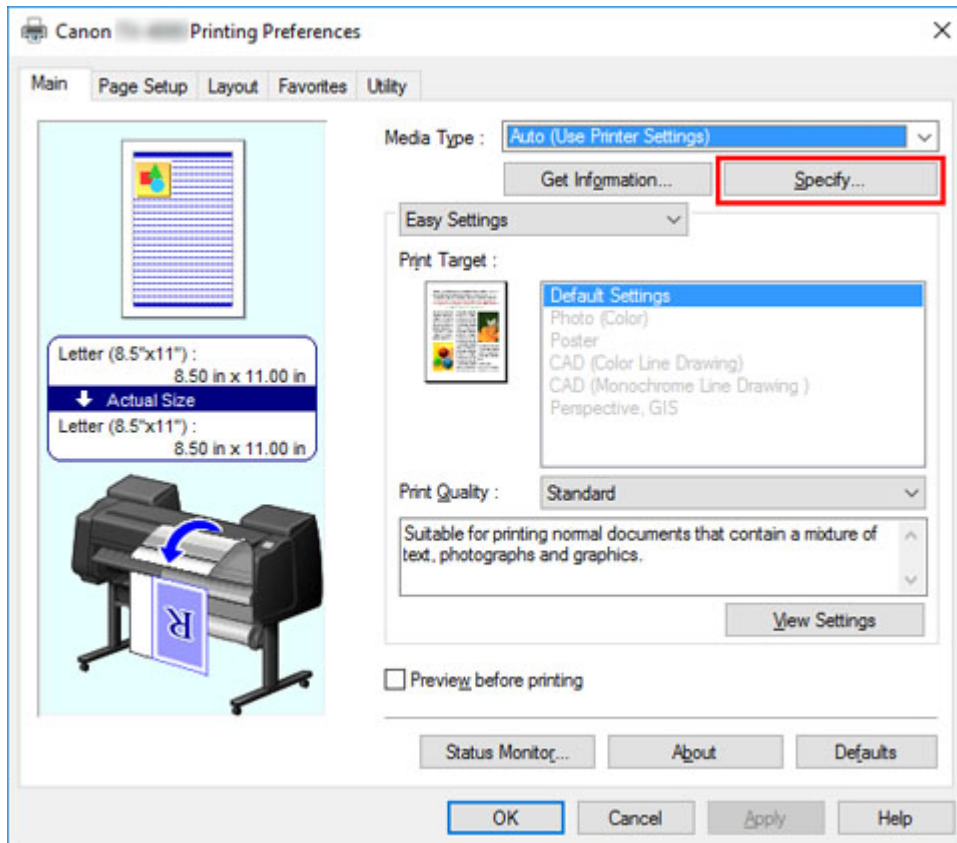 Canon Printing Preferences
Main Page Setup Layout Favorites Utility
Media Type : Auto (Use Printer Settings)
Get Information... Specify...
Easy Settings
Print Target :
Default Settings
Photo (Color)
Poster
CAD (Color Line Drawing)
CAD (Monochrome Line Drawing )
Perspective, GIS
Letter (8.5"x11") :
8.50 in x 11.00 in
Actual Size
Letter (8.5"x11") :
8.50 in x 11.00 in
R
Print Quality : Standard
Suitable for printing normal documents that contain a mixture of
text, photographs and graphics.
View Settings
Preview before printing
Status Monitor... About Defaults
OK Cancel Apply Help